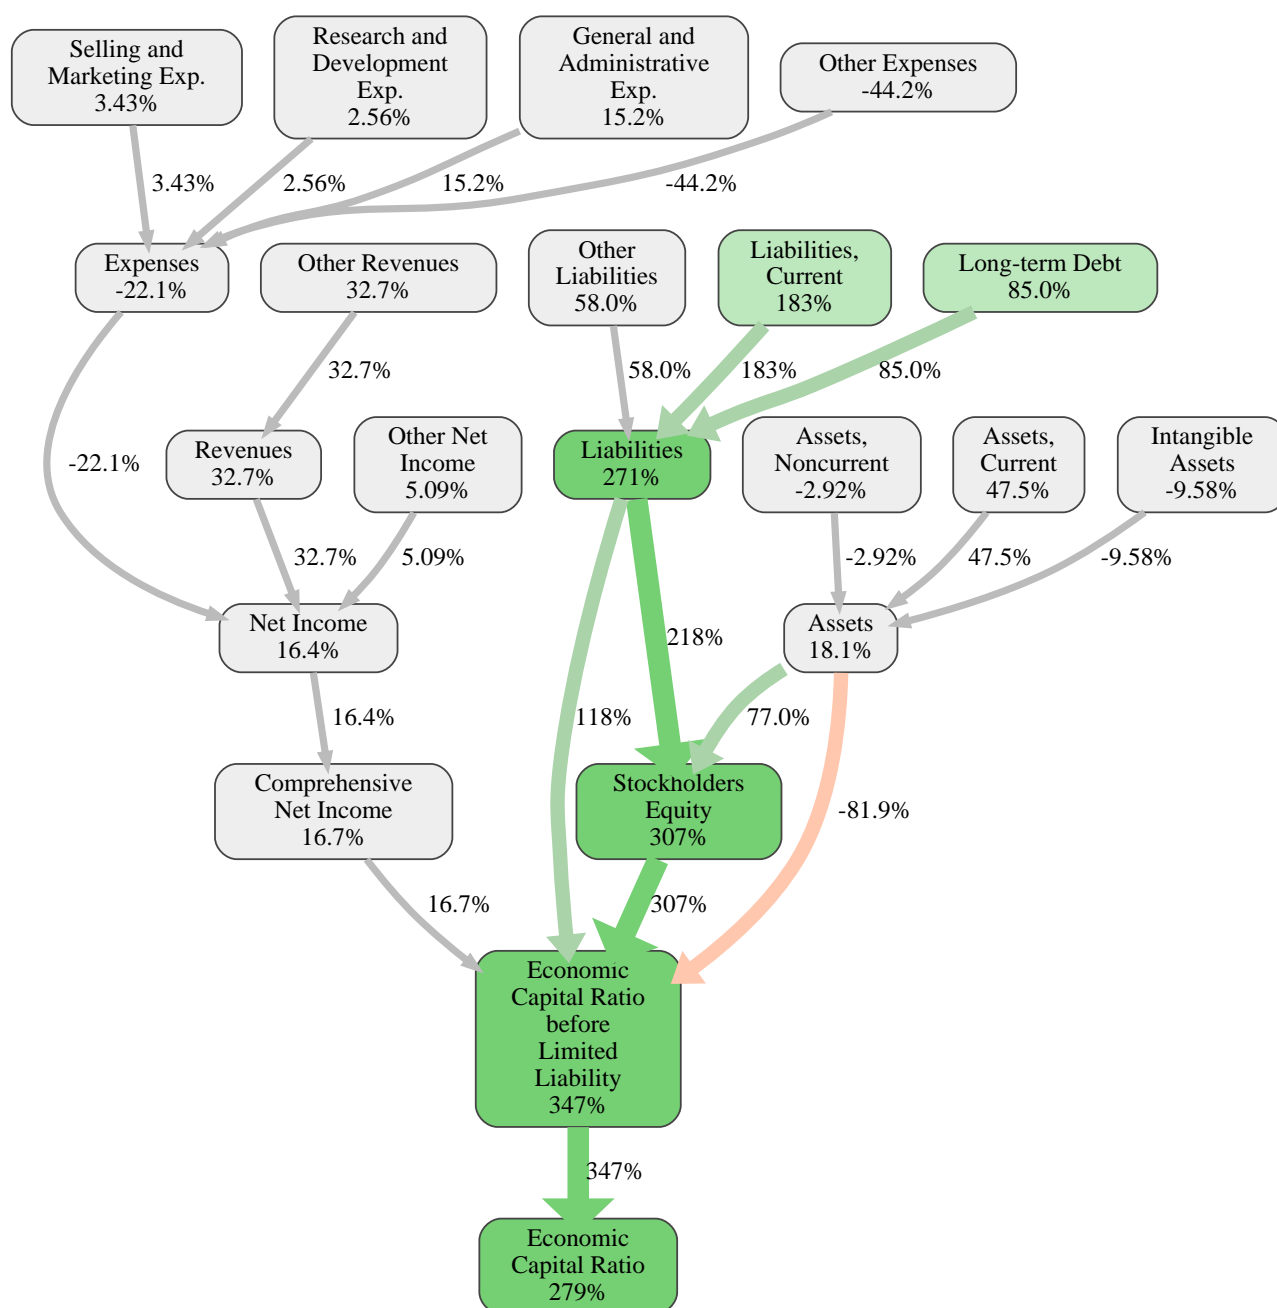 Selling and
Marketing Exp.
3.43%
Research and
Development
Exp.
2.56%
General and
Administrative
Exp.
15.2%
Other Expenses
-44.2%
3.43%
2.56%
15.2%
-44.2%
Expenses
-22.1%
Other Revenues
32.7%
Other
Liabilities
58.0%
Liabilities,
Current
183%
Long-term Debt
85.0%
32.7%
58.0%
183%
85.0%
-22.1%
Revenues
32.7%
Other Net
Income
5.09%
Liabilities
271%
Assets,
Noncurrent
-2.92%
Assets,
Current
47.5%
Intangible
Assets
-9.58%
32.7%
5.09%
-2.92%
47.5%
-9.58%
Net Income
16.4%
218%
Assets
18.1%
16.4%
118%
77.0%
Comprehensive
Net Income
16.7%
Stockholders
Equity
307%
-81.9%
16.7%
307%
Economic
Capital Ratio
before
Limited
Liability
347%
347%
Economic
Capital Ratio
279%